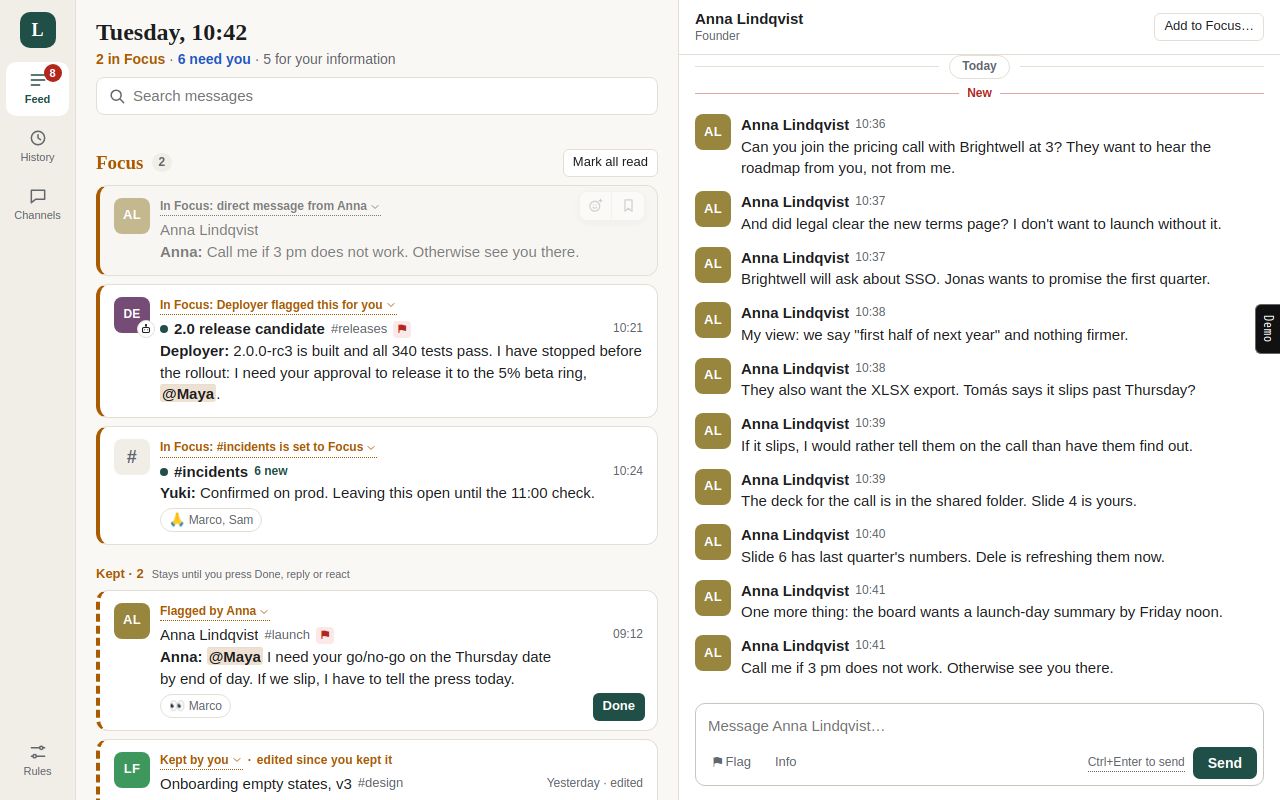 L
8
Feed
History
Channels
Rules
Tuesday, 10:42
2 in Focus · 6 need you · 5 for your information
Search messages
Focus 2 Mark all read
AL
In Focus: direct message from Anna
Anna Lindqvist
Anna: Call me if 3 pm does not work. Otherwise see you there.
DE
In Focus: Deployer flagged this for you
2.0 release candidate #releases 10:21
Deployer: 2.0.0-rc3 is built and all 340 tests pass. I have stopped before
the rollout: I need your approval to release it to the 5% beta ring,
@Maya.
#
In Focus: #incidents is set to Focus
#incidents 6 new 10:24
Yuki: Confirmed on prod. Leaving this open until the 11:00 check.
🙏 Marco, Sam
Kept · 2 Stays until you press Done, reply or react
AL
Flagged by Anna
Anna Lindqvist #launch 09:12
Anna: @Maya I need your go/no-go on the Thursday date
by end of day. If we slip, I have to tell the press today.
👀 Marco
Done
LF
Kept by you · edited since you kept it
Onboarding empty states, v3 #design Yesterday · edited
Anna Lindqvist
Founder
Add to Focus…
Today
New
AL
Anna Lindqvist 10:36
Can you join the pricing call with Brightwell at 3? They want to hear the
roadmap from you, not from me.
AL
Anna Lindqvist 10:37
And did legal clear the new terms page? I don't want to launch without it.
AL
Anna Lindqvist 10:37
Brightwell will ask about SSO. Jonas wants to promise the first quarter.
AL
Anna Lindqvist 10:38
My view: we say "first half of next year" and nothing firmer.
AL
Anna Lindqvist 10:38
They also want the XLSX export. Tomás says it slips past Thursday?
AL
Anna Lindqvist 10:39
If it slips, I would rather tell them on the call than have them find out.
AL
Anna Lindqvist 10:39
The deck for the call is in the shared folder. Slide 4 is yours.
AL
Anna Lindqvist 10:40
Slide 6 has last quarter's numbers. Dele is refreshing them now.
AL
Anna Lindqvist 10:41
One more thing: the board wants a launch-day summary by Friday noon.
AL
Anna Lindqvist 10:41
Call me if 3 pm does not work. Otherwise see you there.
Message Anna Lindqvist…
Flag Info Ctrl+Enter to send Send
Demo